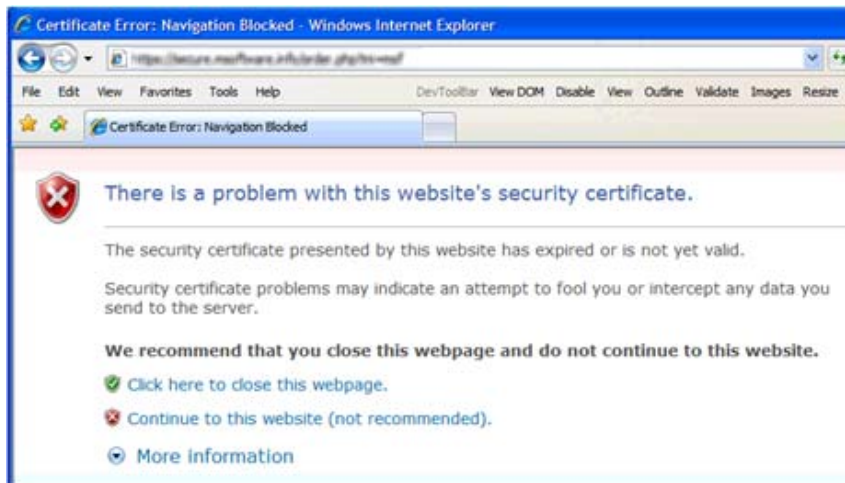 Certificate Error: Navigation Blocked - Windows Internet Explorer
File Edit View Favorites Tools Help DevToolBar View DOM Disable View Outline Validate Images Resize
Certificate Error: Navigation Blocked
There is a problem with this website's security certificate.
The security certificate presented by this website has expired or is not yet valid.
Security certificate problems may indicate an attempt to fool you or intercept any data you
send to the server.
We recommend that you close this webpage and do not continue to this website.
Click here to close this webpage.
Continue to this website (not recommended).
More information